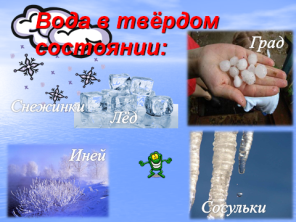 Вода в твёрдом
состоянии:
Град
Снежинки
Лёд
Иней
Сосульки